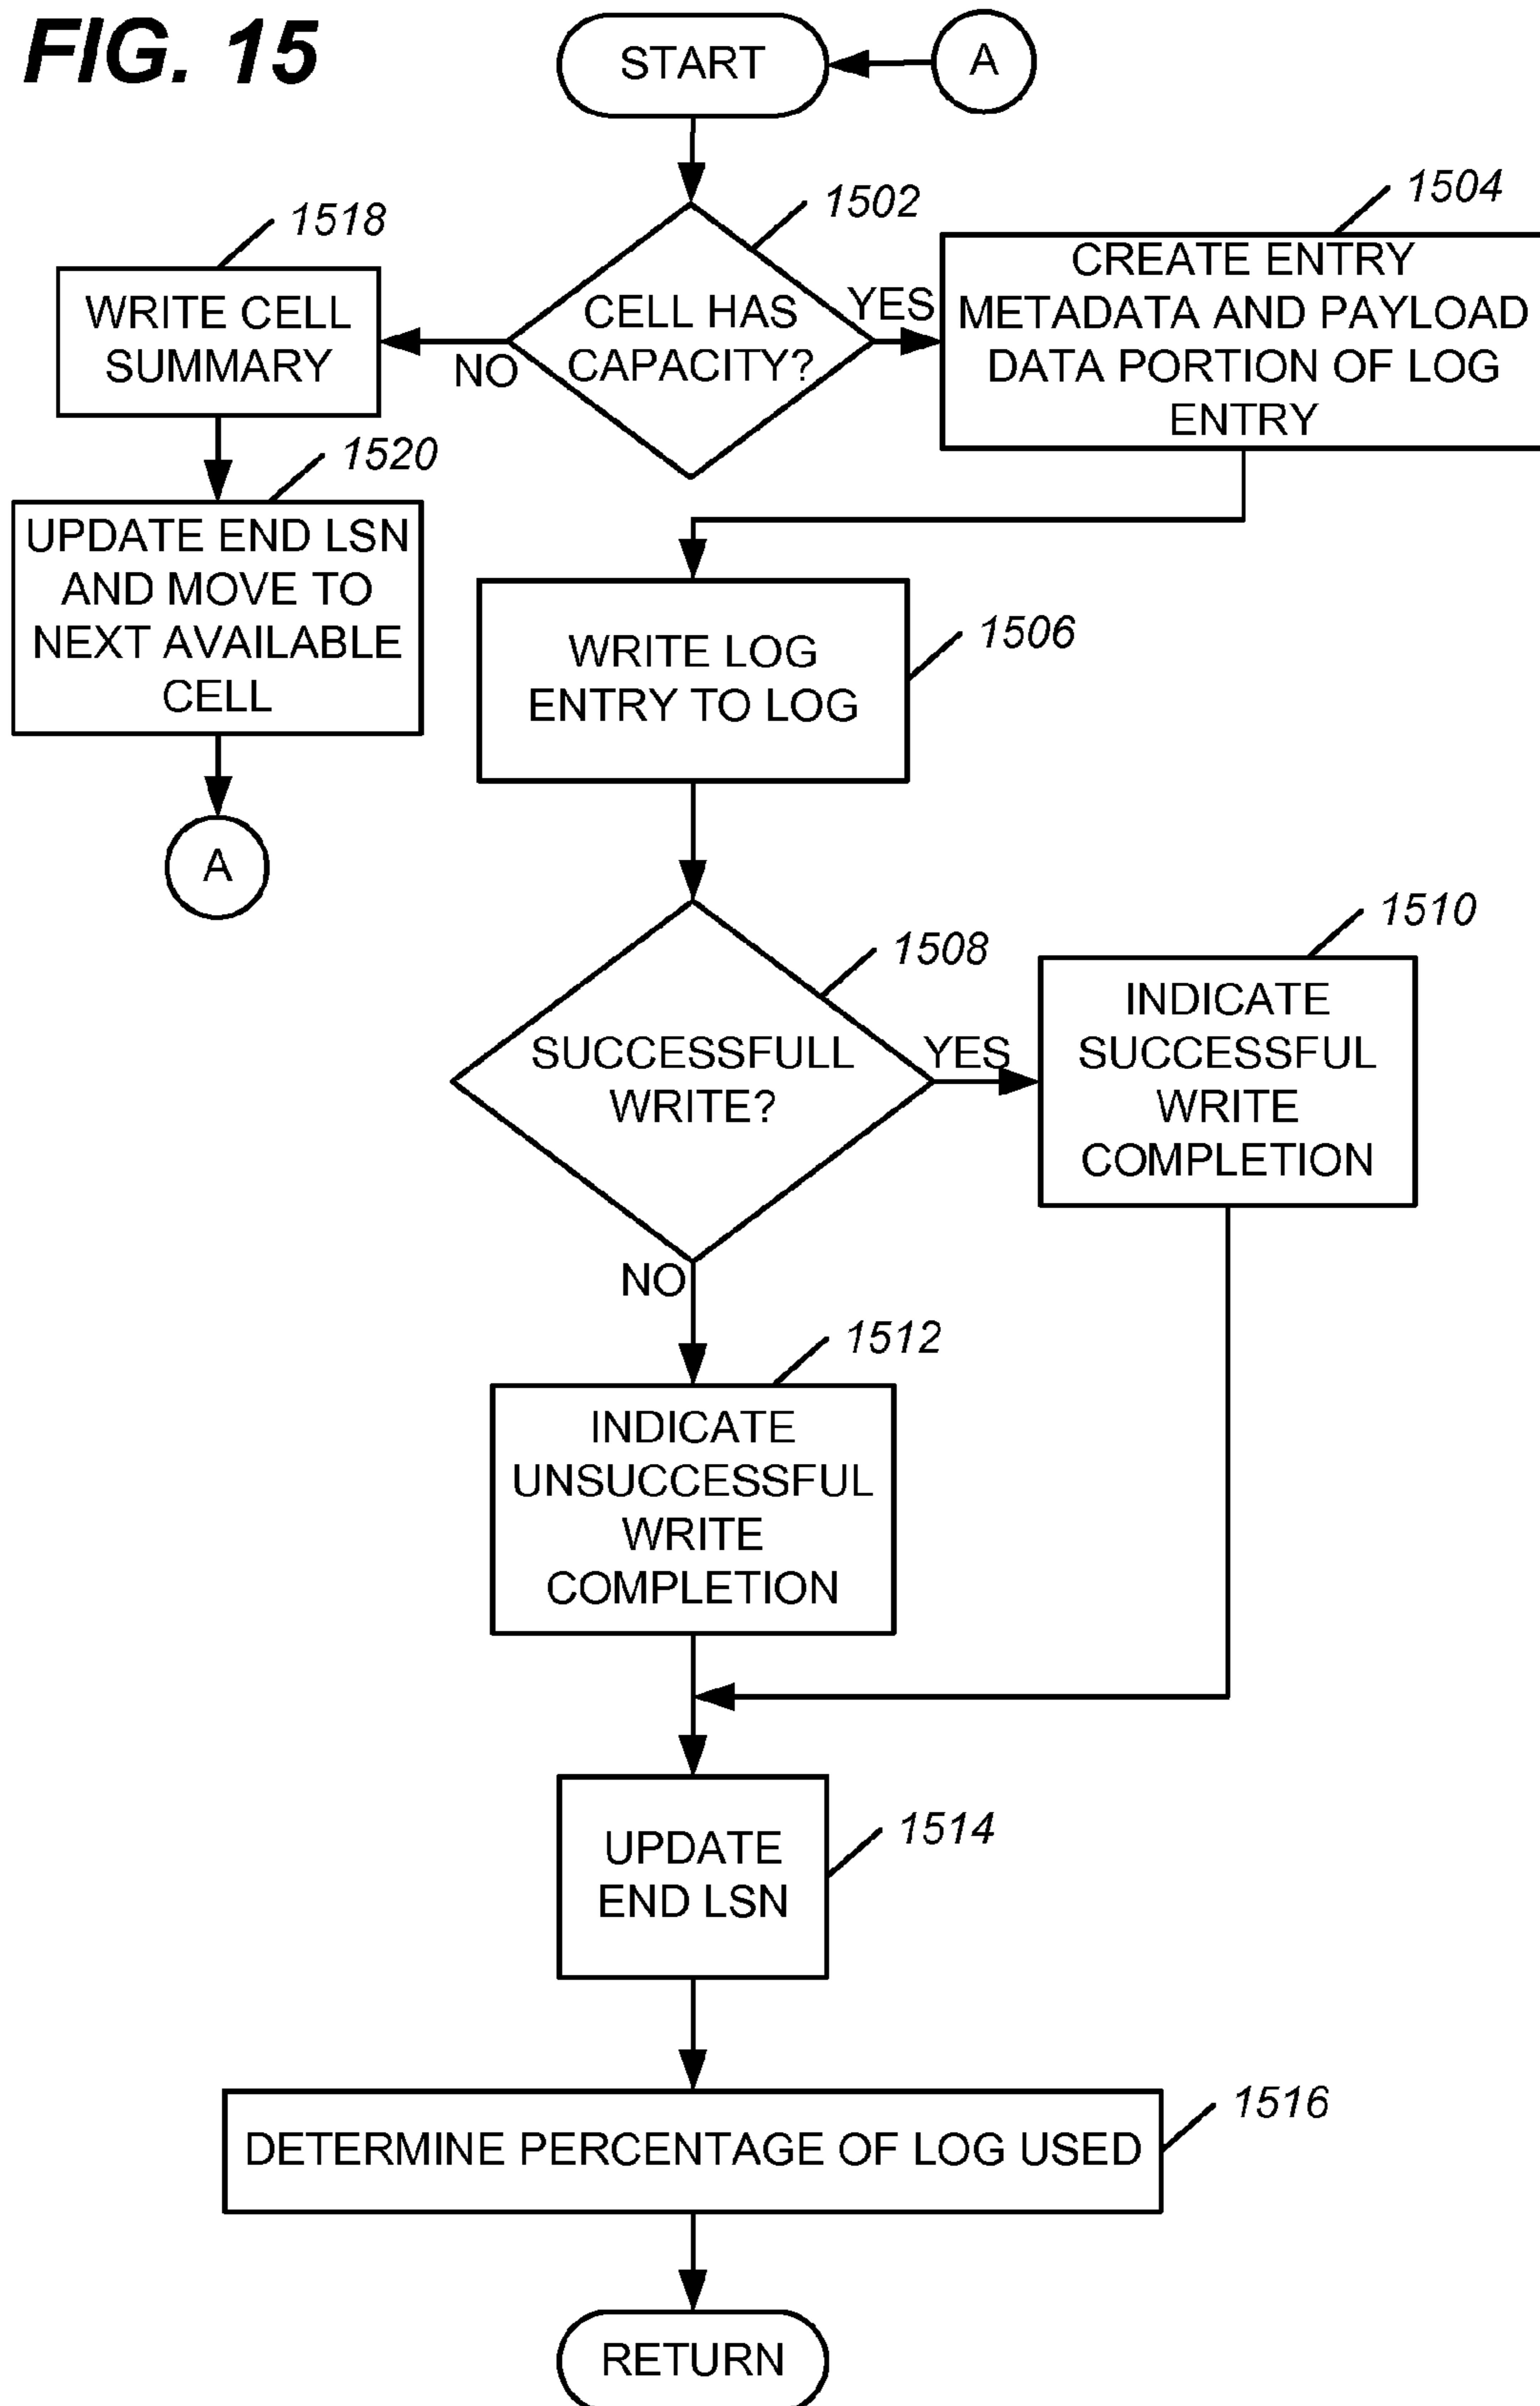 FIG. 15
START
A
1502
1504
1518
CELL HAS
CAPACITY?
YES
NO
CREATE ENTRY
METADATA AND PAYLOAD
DATA PORTION OF LOG
ENTRY
WRITE CELL
SUMMARY
1520
UPDATE END LSN
AND MOVE TO
NEXT AVAILABLE
CELL
A
WRITE LOG
ENTRY TO LOG
1506
1508
SUCCESSFULL
WRITE?
YES
1510
INDICATE
SUCCESSFUL
WRITE
COMPLETION
NO
1512
INDICATE
UNSUCCESSFUL
WRITE
COMPLETION
1514
UPDATE
END LSN
1516
DETERMINE PERCENTAGE OF LOG USED
RETURN